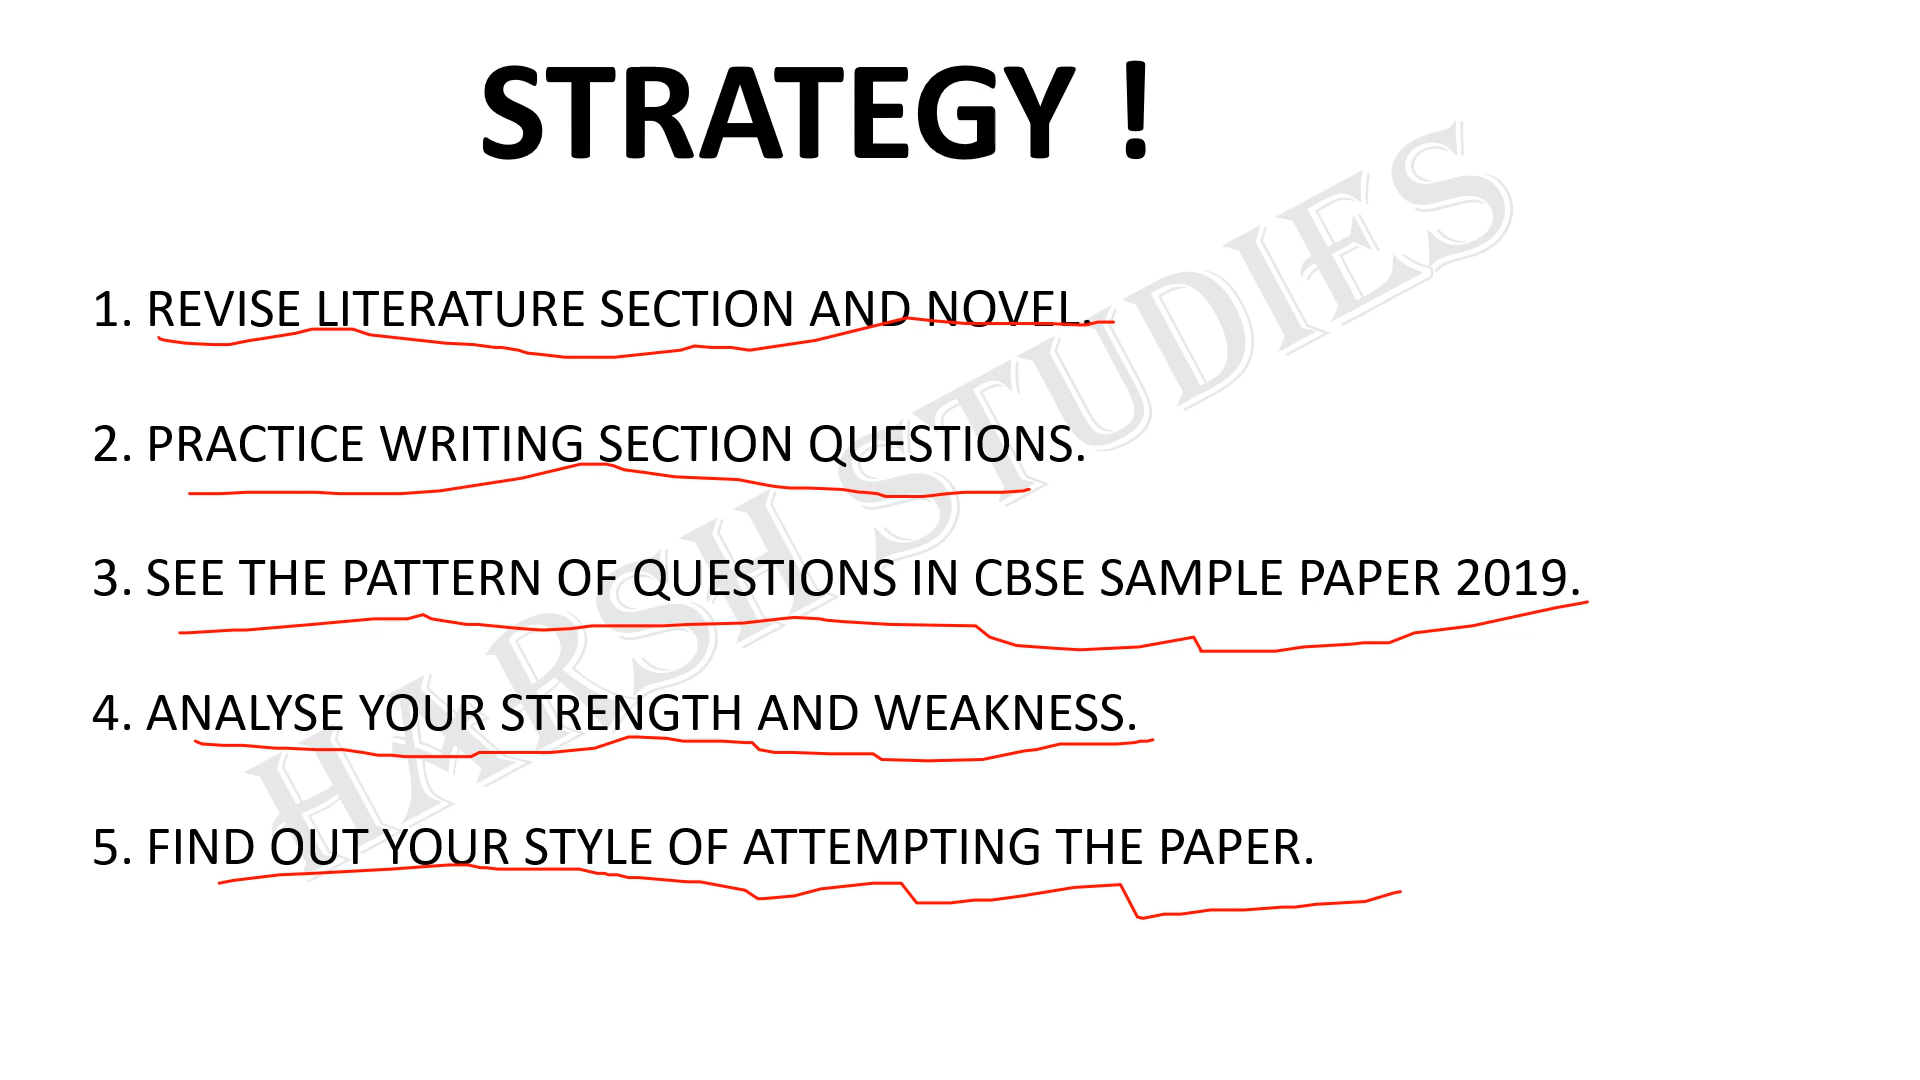 STRATEGY !
1. REVISE LITERATURE SECTION AND NOVEL.
2. PRACTICE WRITING SECTION QUESTIONS.
3. SEE THE PATTERN OF QUESTIONS IN CBSE SAMPLE PAPER 2019.
4. ANALYSE YOUR STRENGTH AND WEAKNESS.
5. FIND OUT YOUR STYLE OF ATTEMPTING THE PAPER.
HARSH STUDIES